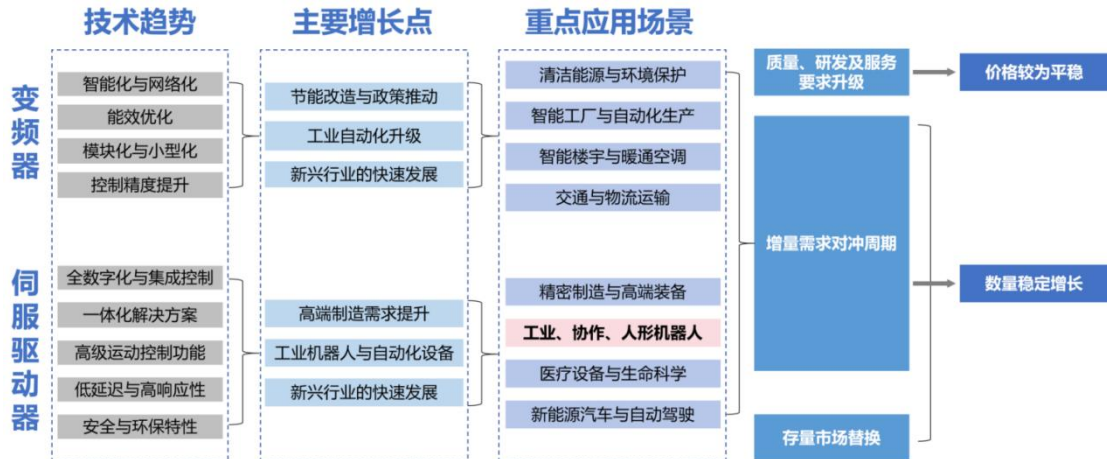 技术趋势
主要增长点
重点应用场景
变频器
智能化与网络化
能效优化
模块化与小型化
控制精度提升
节能改造与政策推动
工业自动化升级
新兴行业的快速发展
清洁能源与环境保护
智能工厂与自动化生产
智能楼宇与暖通空调
交通与物流运输
伺服驱动器
全数字化与集成控制
一体化解决方案
高级运动控制功能
低延迟与高响应性
安全与环保特性
高端制造需求提升
工业机器人与自动化设备
新兴行业的快速发展
精密制造与高端装备
工业、协作、人形机器人
医疗设备与生命科学
新能源汽车与自动驾驶
质量、研发及服务
要求升级
增量需求对冲周期
存量市场替换
价格较为平稳
数量稳定增长